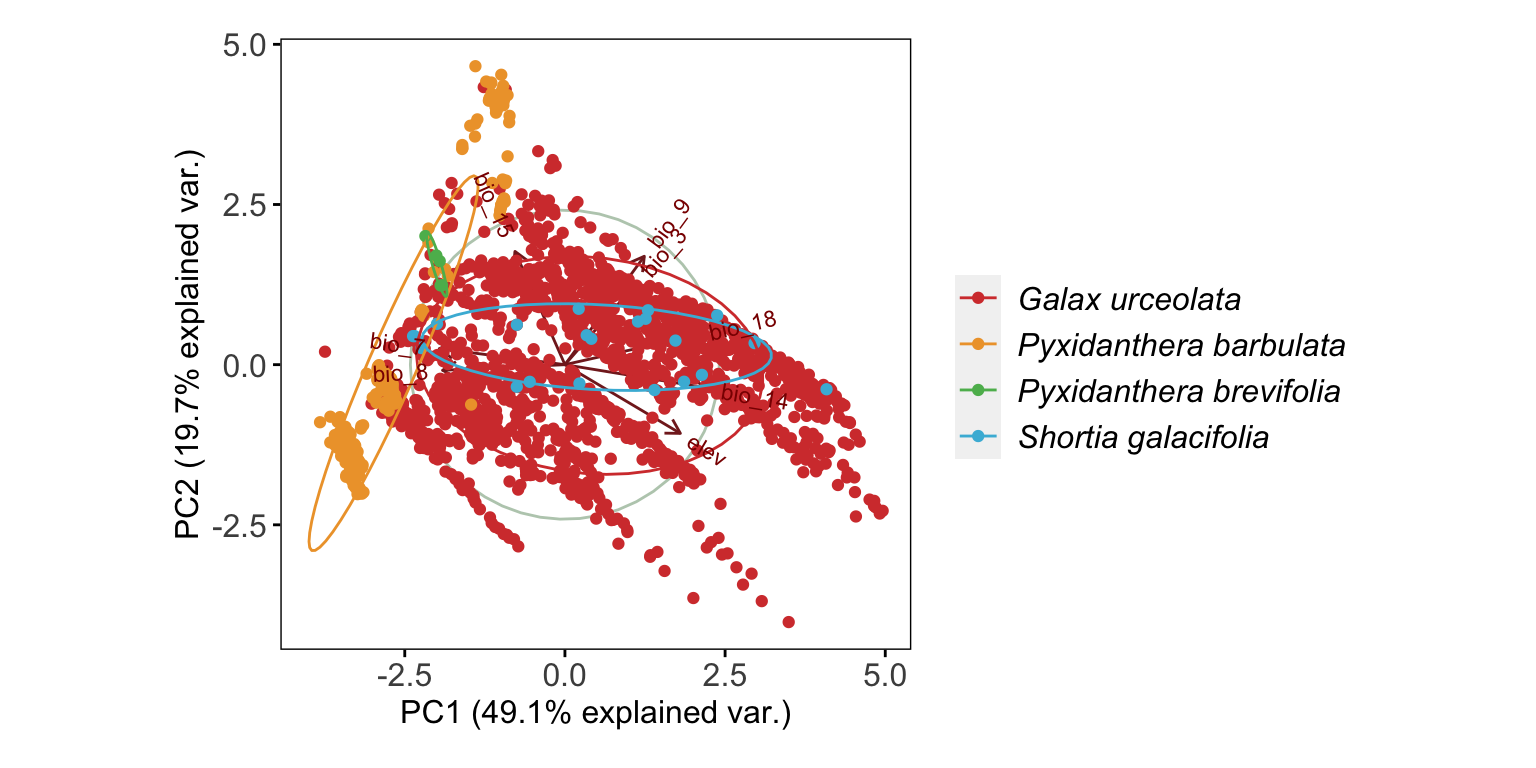 5.0
2.5
0.0
-2.5
PC2 (19.7% explained var.)
bio_15
bio_9
bio_3
bio_18
bio_7
bio_8
bio_14
elev
-2.5
0.0
2.5
5.0
PC1 (49.1% explained var.)
Galax urceolata
Pyxidanthera barbulata
Pyxidanthera brevifolia
Shortia galacifolia